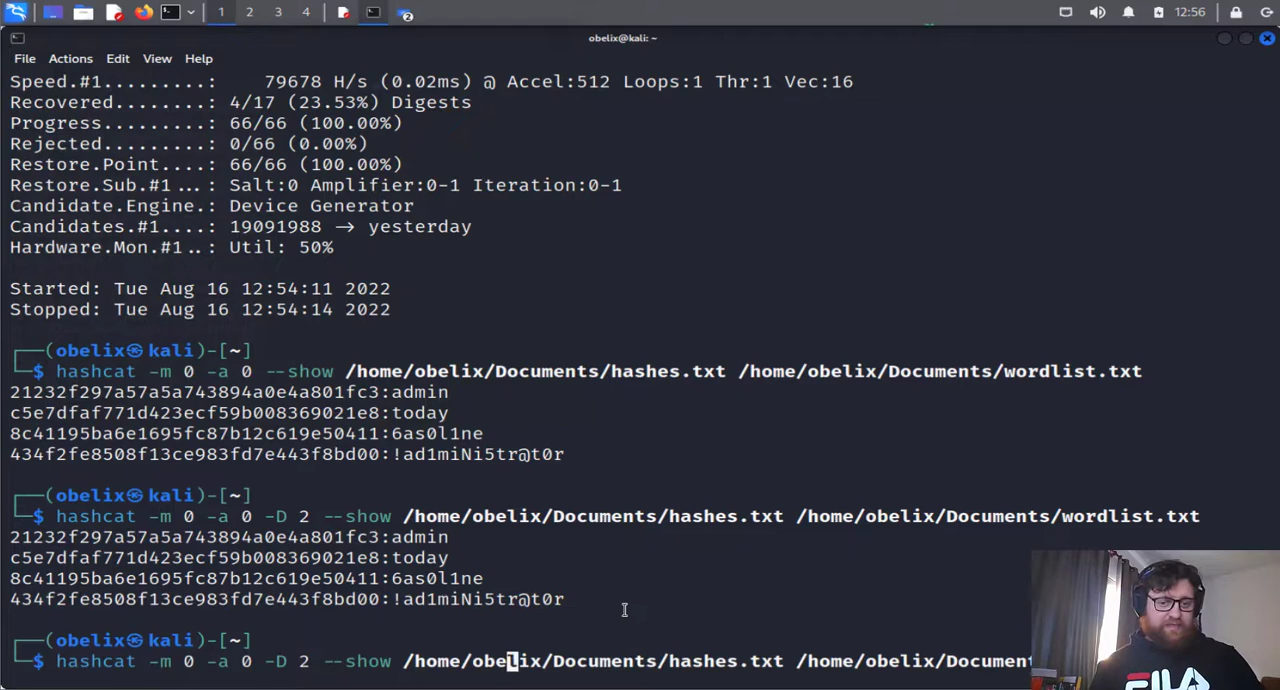 1 2 3 4 2 12:56
obelix@kali: ~
File Actions Edit View Help
Speed.#1.........: 79678 H/s (0.02ms) @ Accel:512 Loops:1 Thr:1 Vec:16
Recovered........: 4/17 (23.53%) Digests
Progress.........: 66/66 (100.00%)
Rejected.........: 0/66 (0.00%)
Restore.Point....: 66/66 (100.00%)
Restore.Sub.#1...: Salt:0 Amplifier:0-1 Iteration:0-1
Candidate.Engine.: Device Generator
Candidates.#1....: 19091988 -> yesterday
Hardware.Mon.#1..: Util: 50%
Started: Tue Aug 16 12:54:11 2022
Stopped: Tue Aug 16 12:54:14 2022
┌──(obelix㉿kali)-[~]
└─$ hashcat -m 0 -a 0 --show /home/obelix/Documents/hashes.txt /home/obelix/Documents/wordlist.txt
21232f297a57a5a743894a0e4a801fc3:admin
c5e7dfaf771d423ecf59b008369021e8:today
8c41195ba6e1695fc87b12c619e50411:6as0l1ne
434f2fe8508f13ce983fd7e443f8bd00:!ad1miNi5tr@t0r
┌──(obelix㉿kali)-[~]
└─$ hashcat -m 0 -a 0 -D 2 --show /home/obelix/Documents/hashes.txt /home/obelix/Documents/wordlist.txt
21232f297a57a5a743894a0e4a801fc3:admin
c5e7dfaf771d423ecf59b008369021e8:today
8c41195ba6e1695fc87b12c619e50411:6as0l1ne
434f2fe8508f13ce983fd7e443f8bd00:!ad1miNi5tr@t0r
┌──(obelix㉿kali)-[~]
└─$ hashcat -m 0 -a 0 -D 2 --show /home/obelix/Documents/hashes.txt /home/obelix/Document
FILA